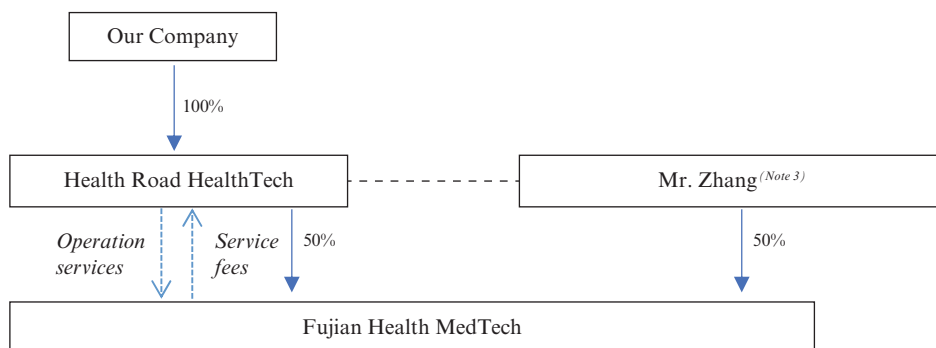 Our Company
100%
Health Road HealthTech
Mr. Zhang(Note 3)
Operation
services
Service
fees
50%
50%
Fujian Health MedTech